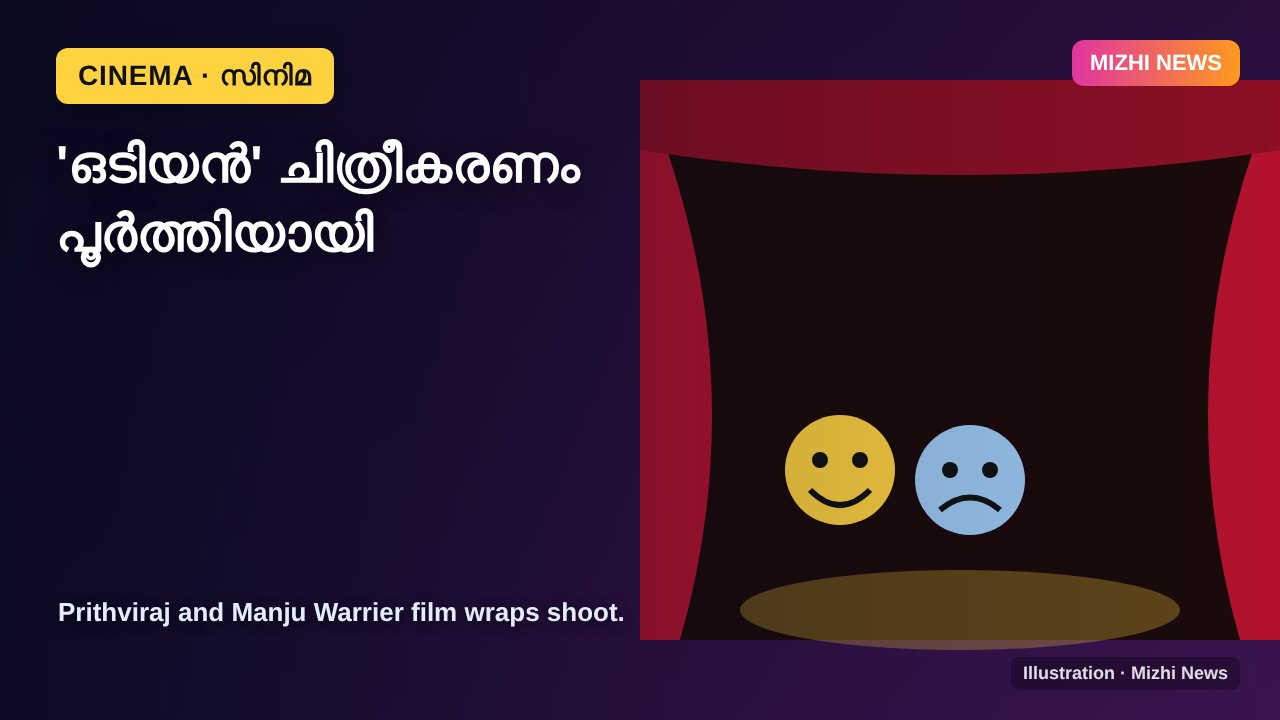 CINEMA · സിനിമ
MIZHI NEWS
'ഒടിയൻ' ചിത്രീകരണം
പൂർത്തിയായി
Prithviraj and Manju Warrier film wraps shoot.
Illustration · Mizhi News